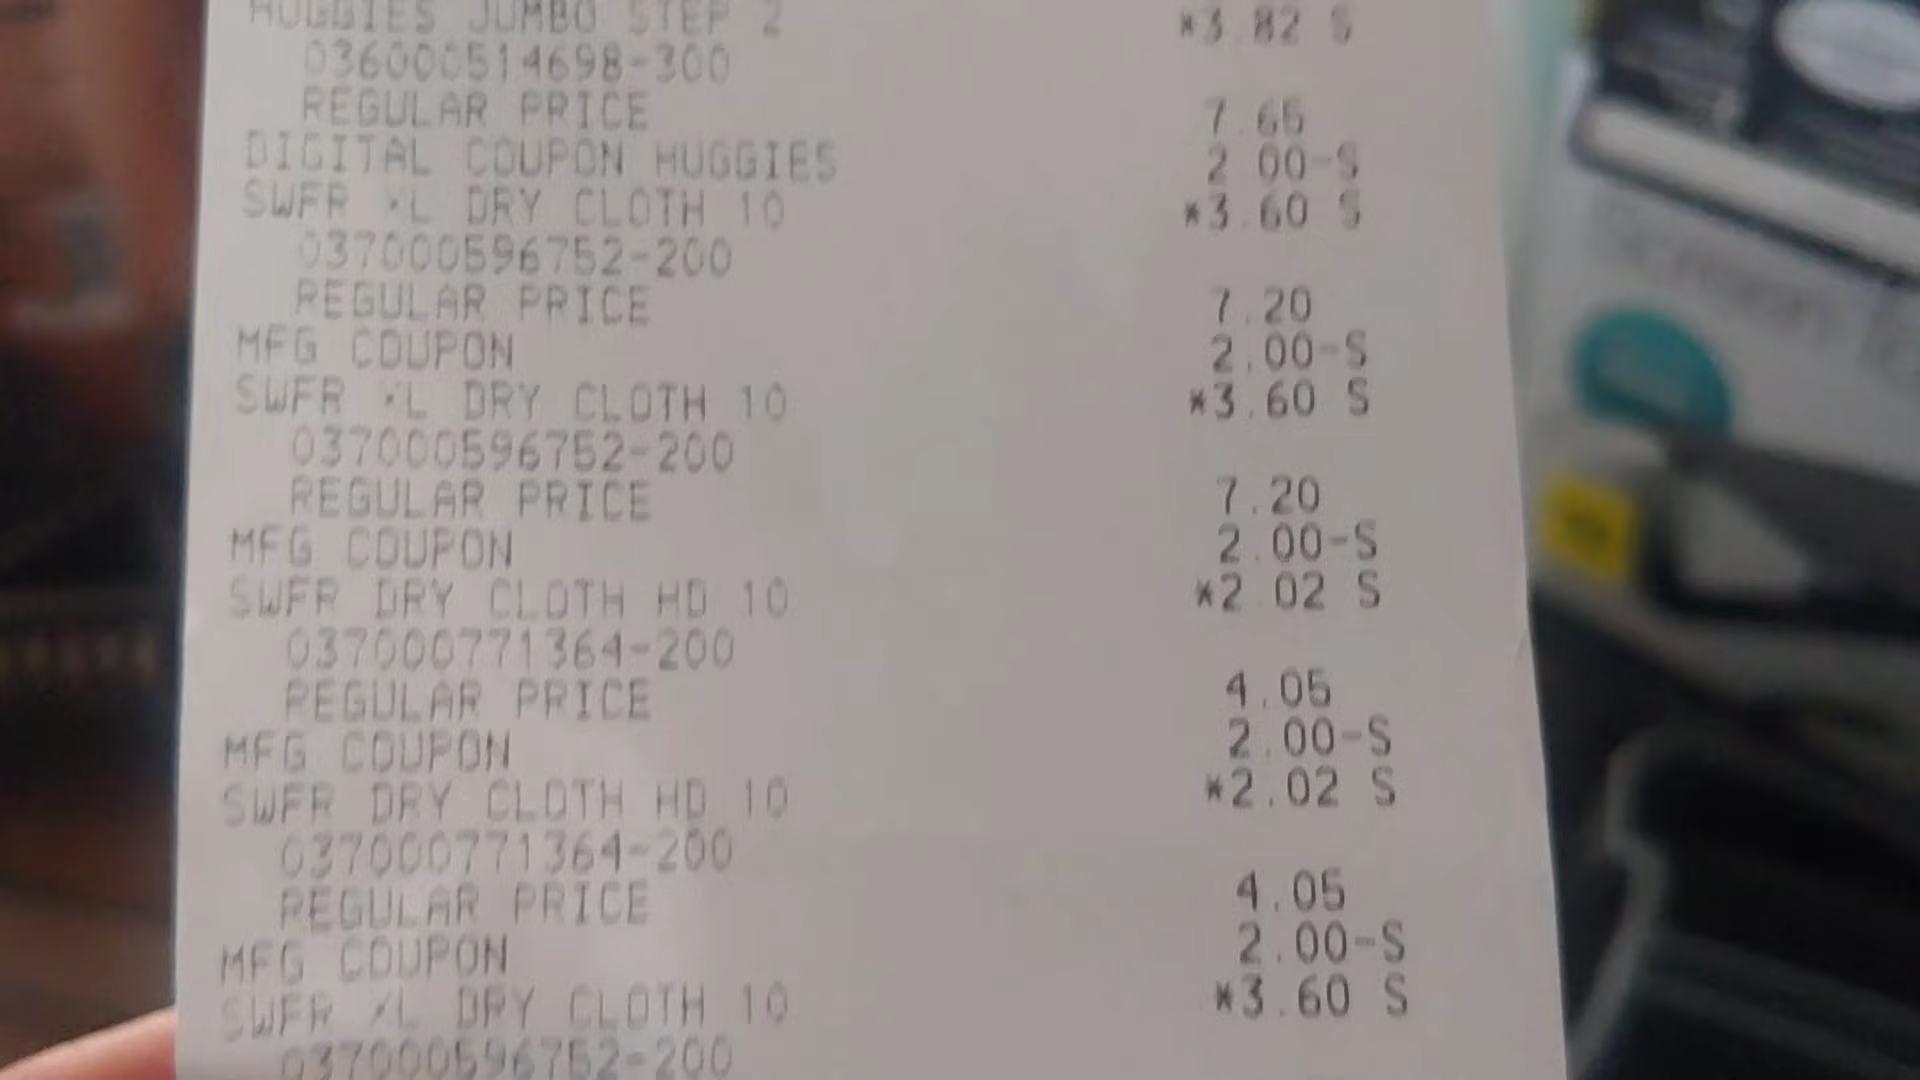 HUGGIES JUMBO STEP 2 *3.82 S
036000514698-300
REGULAR PRICE 7.65
DIGITAL COUPON HUGGIES 2.00-S
SWFR XL DRY CLOTH 10 *3.60 S
037000596752-200
REGULAR PRICE 7.20
MFG COUPON 2.00-S
SWFR XL DRY CLOTH 10 *3.60 S
037000596752-200
REGULAR PRICE 7.20
MFG COUPON 2.00-S
SWFR DRY CLOTH HD 10 *2.02 S
037000771364-200
REGULAR PRICE 4.05
MFG COUPON 2.00-S
SWFR DRY CLOTH HD 10 *2.02 S
037000771364-200
REGULAR PRICE 4.05
MFG COUPON 2.00-S
SWFR XL DRY CLOTH 10 *3.60 S
037000596752-200